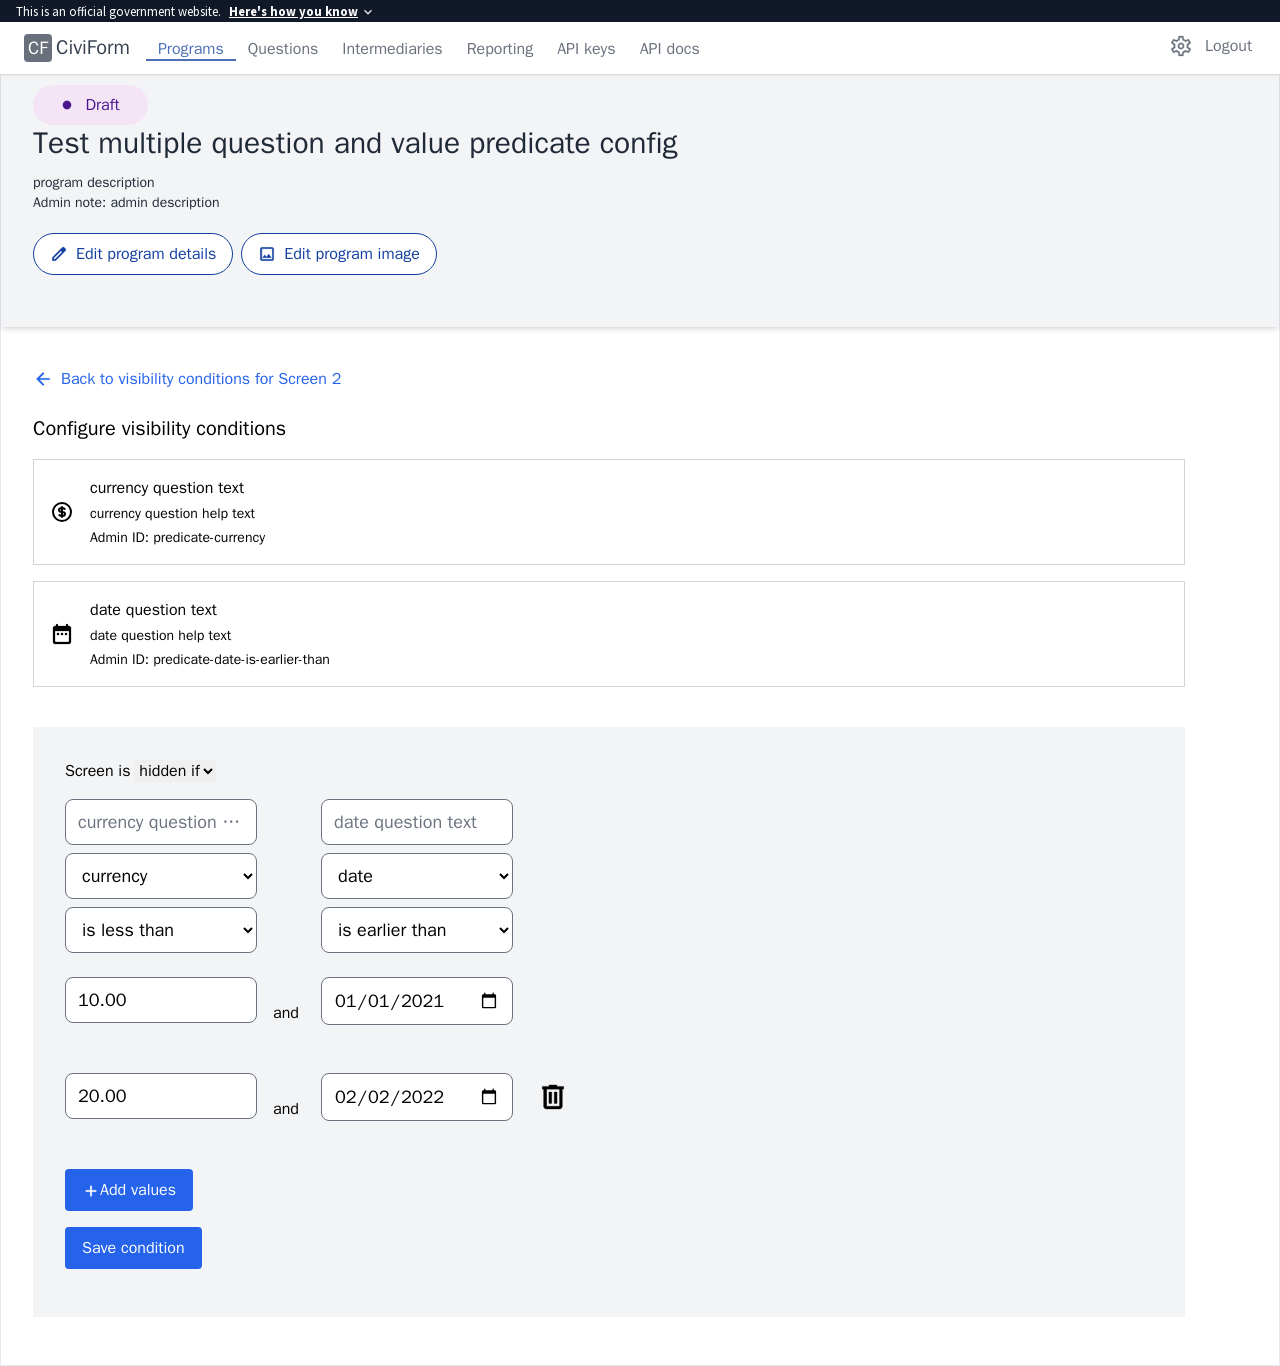 This is an official government website. Here's how you know
CF CiviForm Programs Questions Intermediaries Reporting API keys API docs Logout
Draft
Test multiple question and value predicate config
program description
Admin note: admin description
Edit program details Edit program image
Back to visibility conditions for Screen 2
Configure visibility conditions
currency question text
currency question help text
Admin ID: predicate-currency
date question text
date question help text
Admin ID: predicate-date-is-earlier-than
Screen is hidden if
currency question ··· date question text
currency date
is less than is earlier than
10.00 and 01/01/2021
20.00 and 02/02/2022
+Add values
Save condition